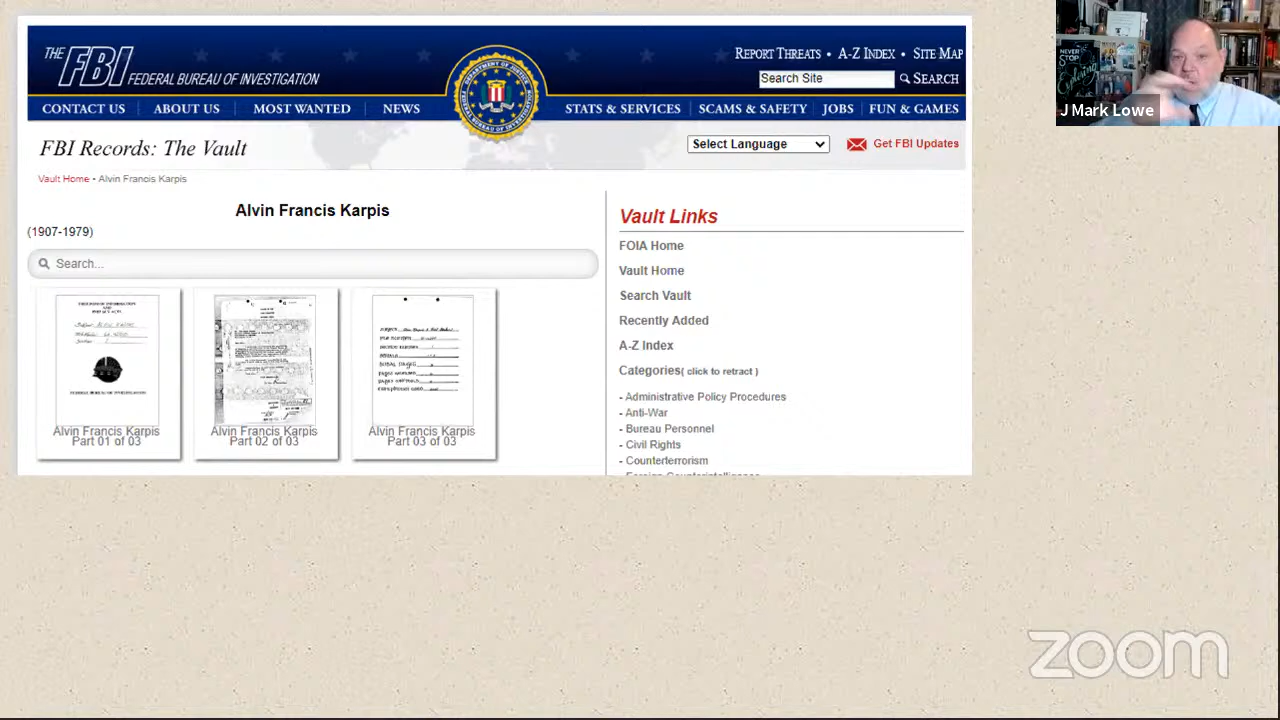 THE FBI FEDERAL BUREAU OF INVESTIGATION
REPORT THREATS • A-Z INDEX • SITE MAP
Search Site SEARCH
CONTACT US ABOUT US MOST WANTED NEWS STATS & SERVICES SCAMS & SAFETY JOBS FUN & GAMES
FBI Records: The Vault
Select Language Get FBI Updates
Vault Home • Alvin Francis Karpis
Alvin Francis Karpis
(1907-1979)
Search...
Alvin Francis Karpis
Part 01 of 03
Alvin Francis Karpis
Part 02 of 03
Alvin Francis Karpis
Part 03 of 03
Vault Links
FOIA Home
Vault Home
Search Vault
Recently Added
A-Z Index
Categories( click to retract )
- Administrative Policy Procedures
- Anti-War
- Bureau Personnel
- Civil Rights
- Counterterrorism
- Foreign Counterintelligence
NEVER
STOP
Exploring
J Mark Lowe
zoom